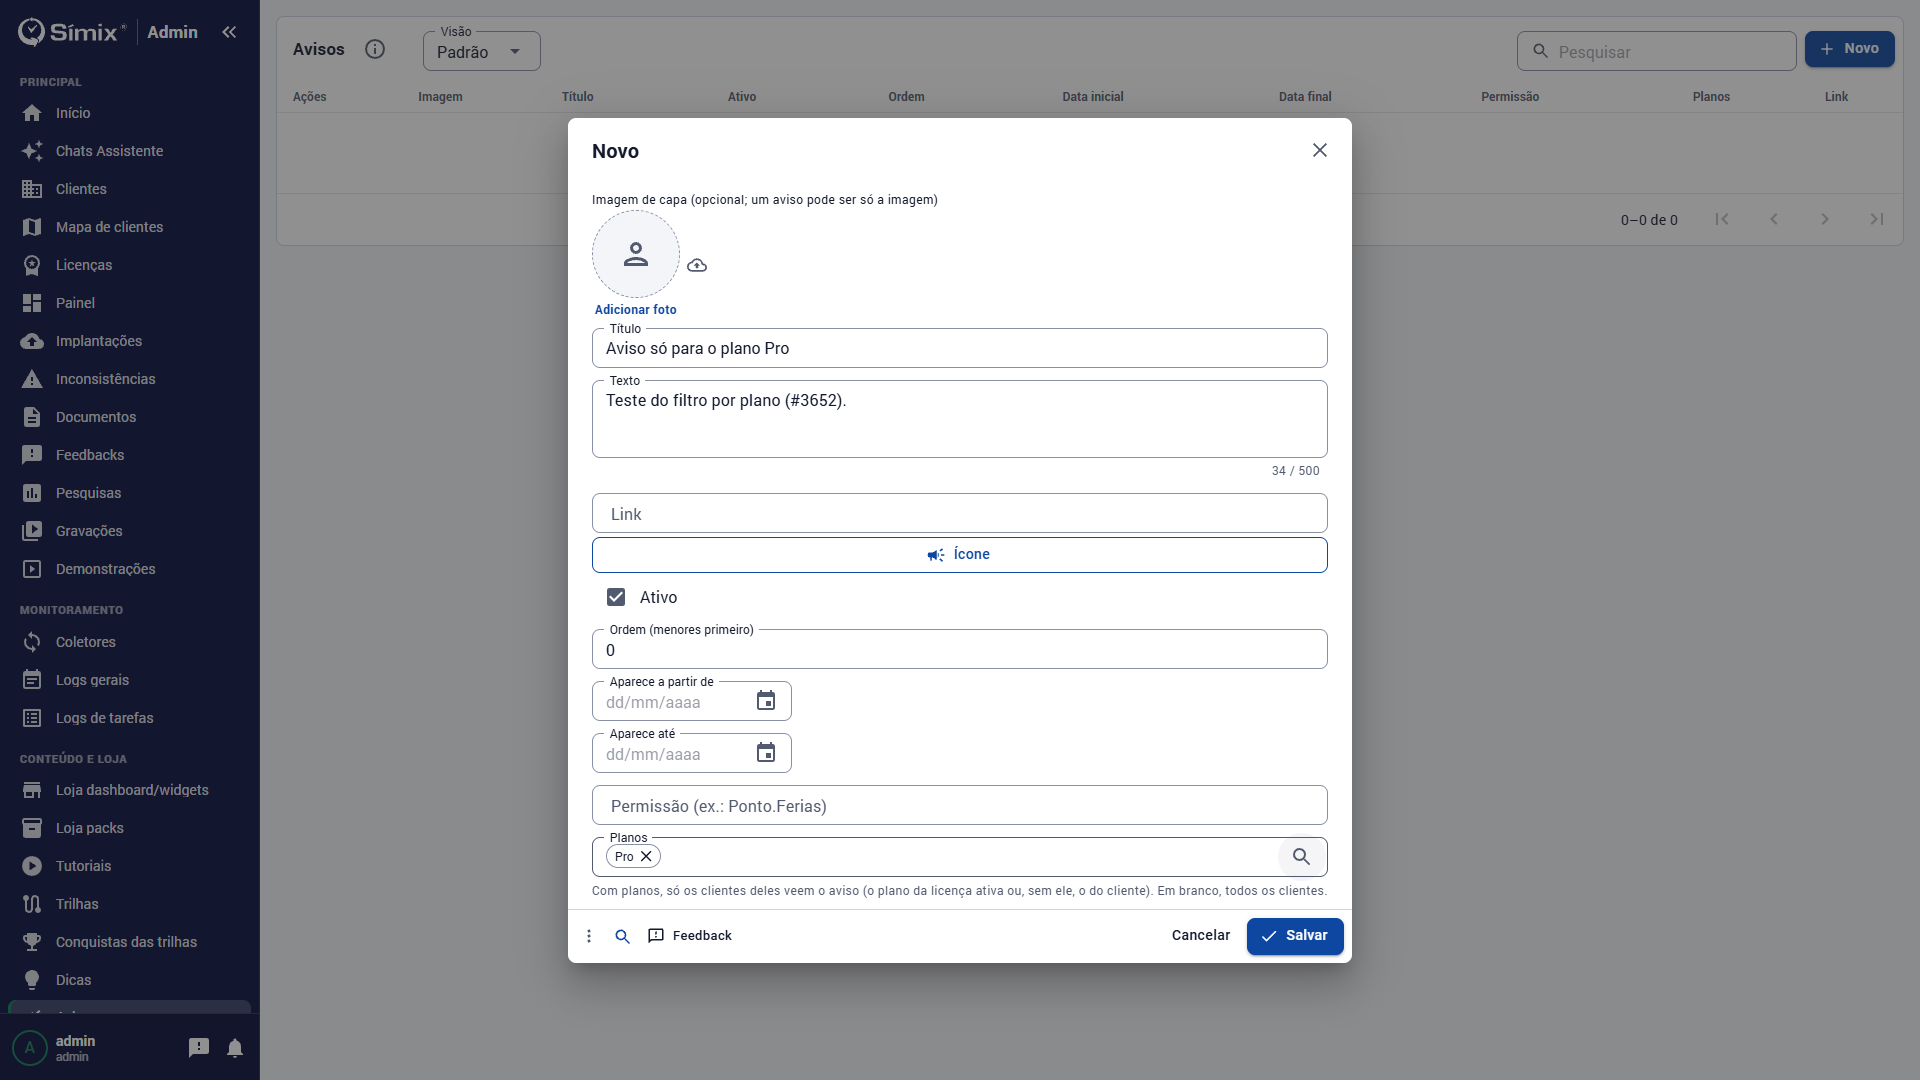 Símix® Admin
PRINCIPAL
Início
Chats Assistente
Clientes
Mapa de clientes
Licenças
Painel
Implantações
Inconsistências
Documentos
Feedbacks
Pesquisas
Gravações
Demonstrações
MONITORAMENTO
Coletores
Logs gerais
Logs de tarefas
CONTEÚDO E LOJA
Loja dashboard/widgets
Loja packs
Tutoriais
Trilhas
Conquistas das trilhas
Dicas
A admin
admin
Avisos
Visão
Padrão
Pesquisar
Novo
Ações Imagem Título Ativo Ordem Data inicial Data final Permissão Planos Link
0–0 de 0
Novo
Imagem de capa (opcional; um aviso pode ser só a imagem)
Adicionar foto
Título
Aviso só para o plano Pro
Texto
Teste do filtro por plano (#3652).
34 / 500
Link
Ícone
Ativo
Ordem (menores primeiro)
0
Aparece a partir de
dd/mm/aaaa
Aparece até
dd/mm/aaaa
Permissão (ex.: Ponto.Ferias)
Planos
Pro
Com planos, só os clientes deles veem o aviso (o plano da licença ativa ou, sem ele, o do cliente). Em branco, todos os clientes.
Feedback
Cancelar
Salvar